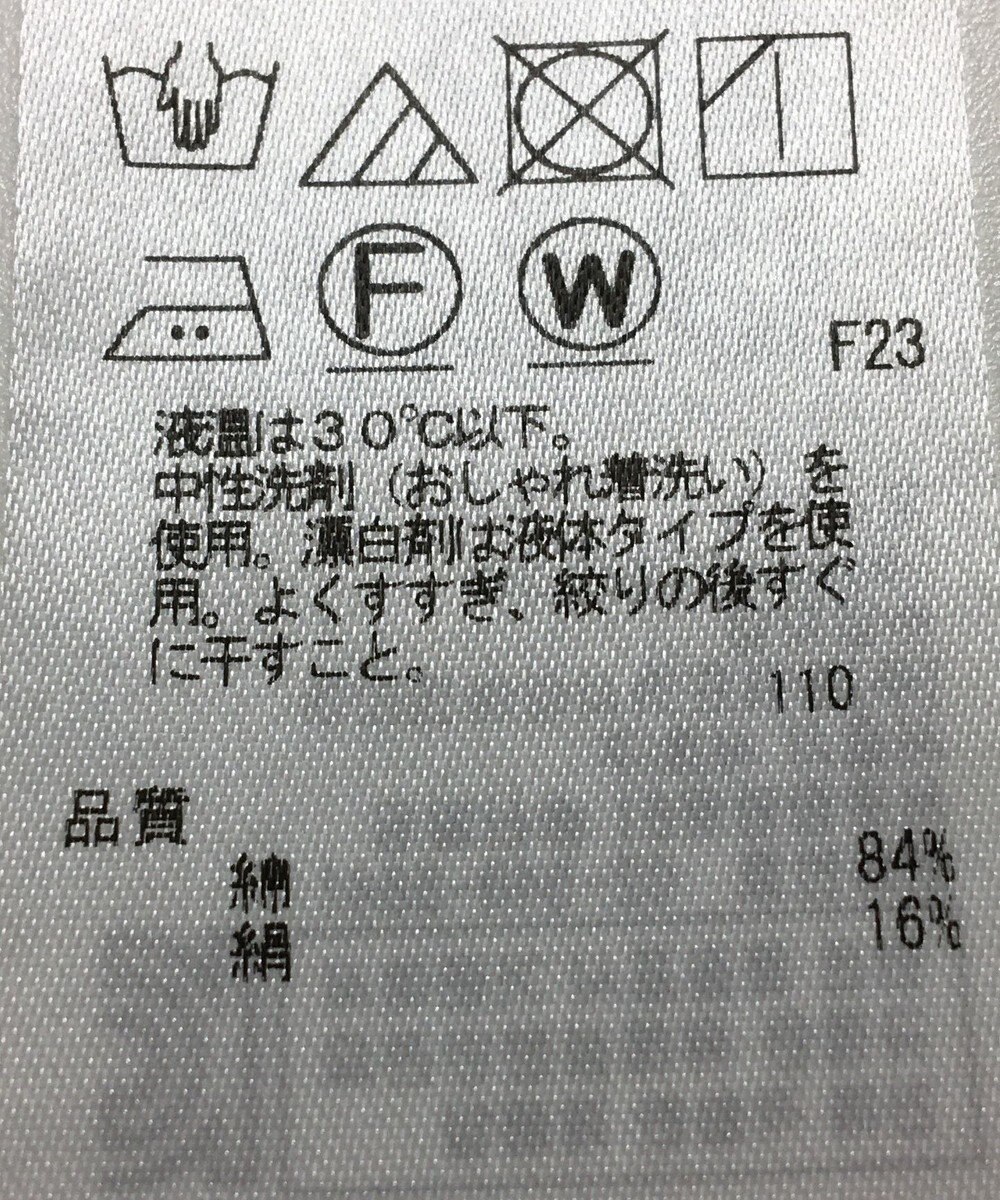 F
W
F23
液温は30℃以下。
中性洗剤(おしゃれ着洗い)を
使用。漂白剤は液体タイプを使
用。よくすすぎ、絞りの後すぐ
に干すこと。
110
品質
綿 84%
絹 16%